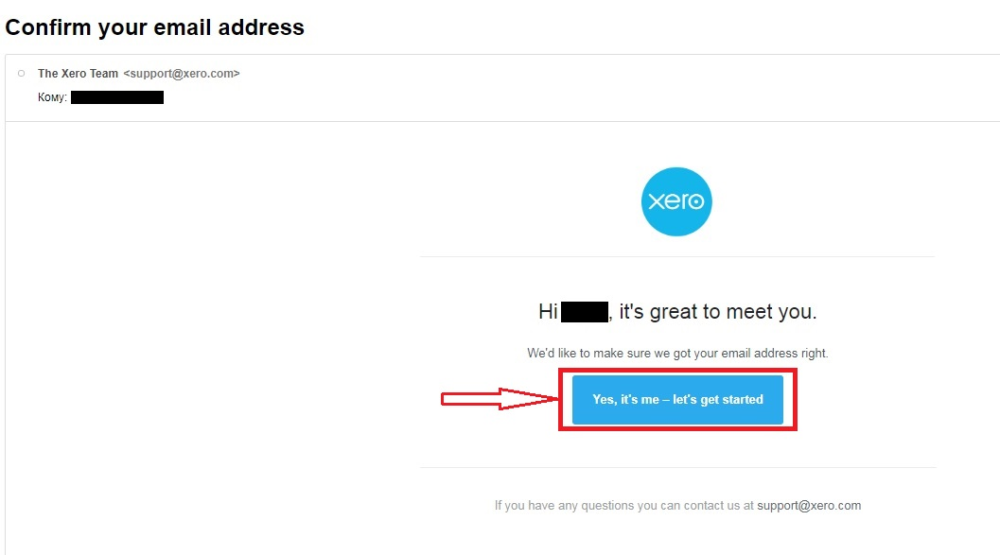 Confirm your email address
The Xero Team <support@xero.com>
Кому:
xero
Hi , it's great to meet you.
We'd like to make sure we got your email address right.
Yes, it's me – let's get started
If you have any questions you can contact us at support@xero.com